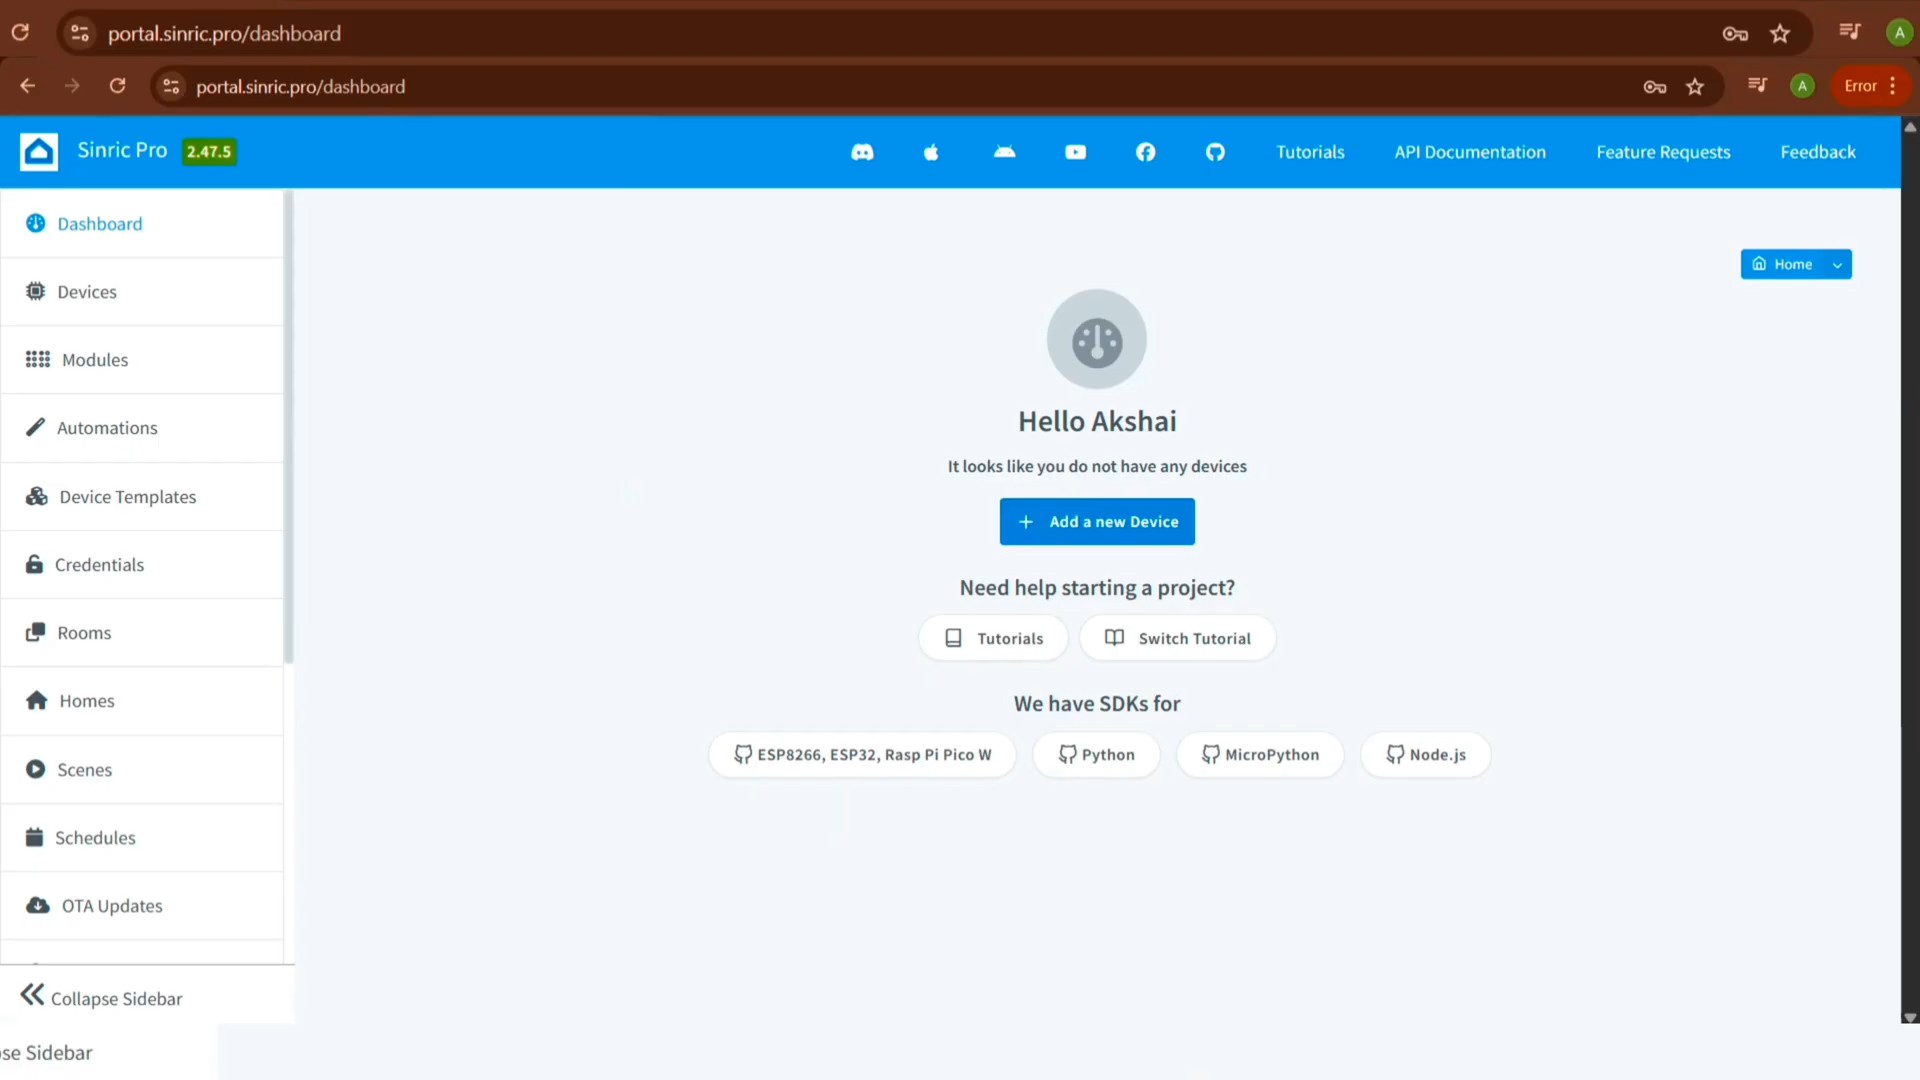 portal.sinric.pro/dashboard
A
portal.sinric.pro/dashboard
A
Error
Sinric Pro 2.47.5
Tutorials
API Documentation
Feature Requests
Feedback
Dashboard
Devices
Modules
Automations
Device Templates
Credentials
Rooms
Homes
Scenes
Schedules
OTA Updates
Collapse Sidebar
se Sidebar
Home
Hello Akshai
It looks like you do not have any devices
Add a new Device
Need help starting a project?
Tutorials
Switch Tutorial
We have SDKs for
ESP8266, ESP32, Rasp Pi Pico W
Python
MicroPython
Node.js